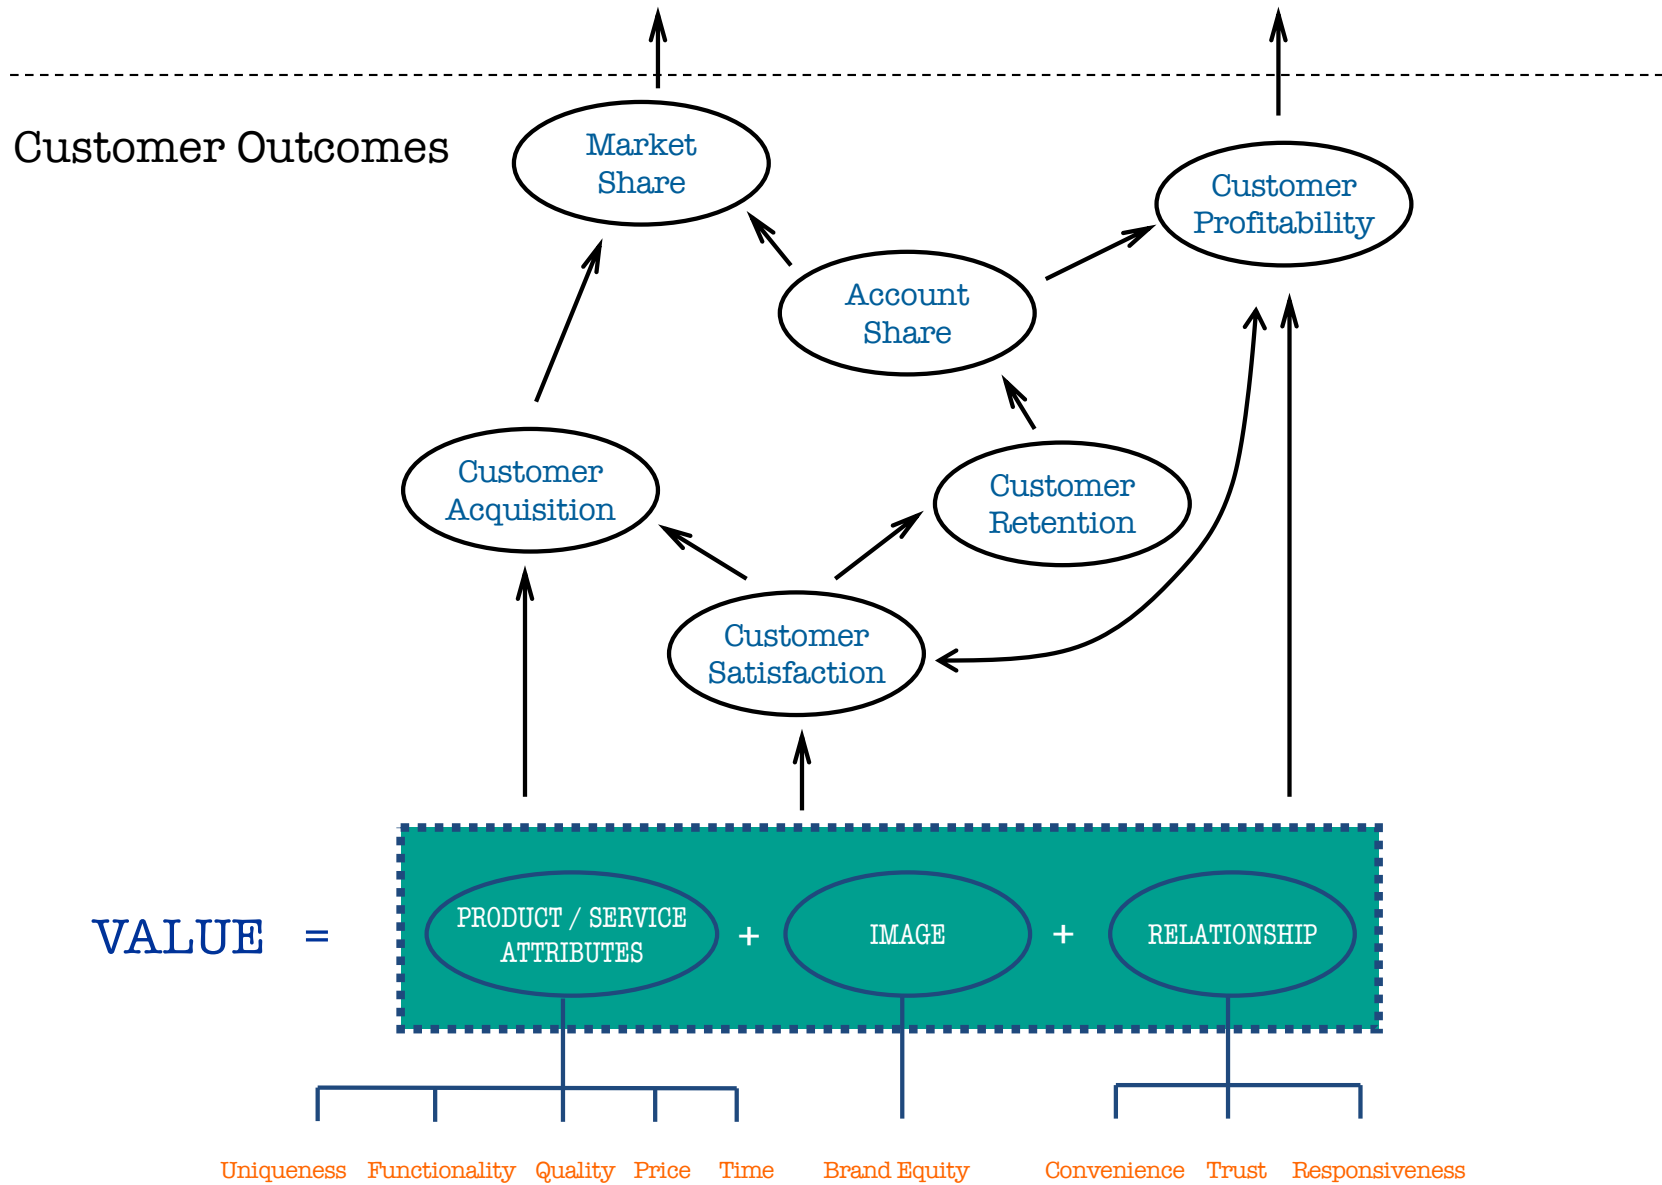 Customer Outcomes
Market
Share
Customer
Profitability
Account
Share
Customer
Acquisition
Customer
Retention
Customer
Satisfaction
VALUE =
PRODUCT / SERVICE
ATTRIBUTES
+
IMAGE
+
RELATIONSHIP
Uniqueness Functionality Quality Price Time Brand Equity Convenience Trust Responsiveness